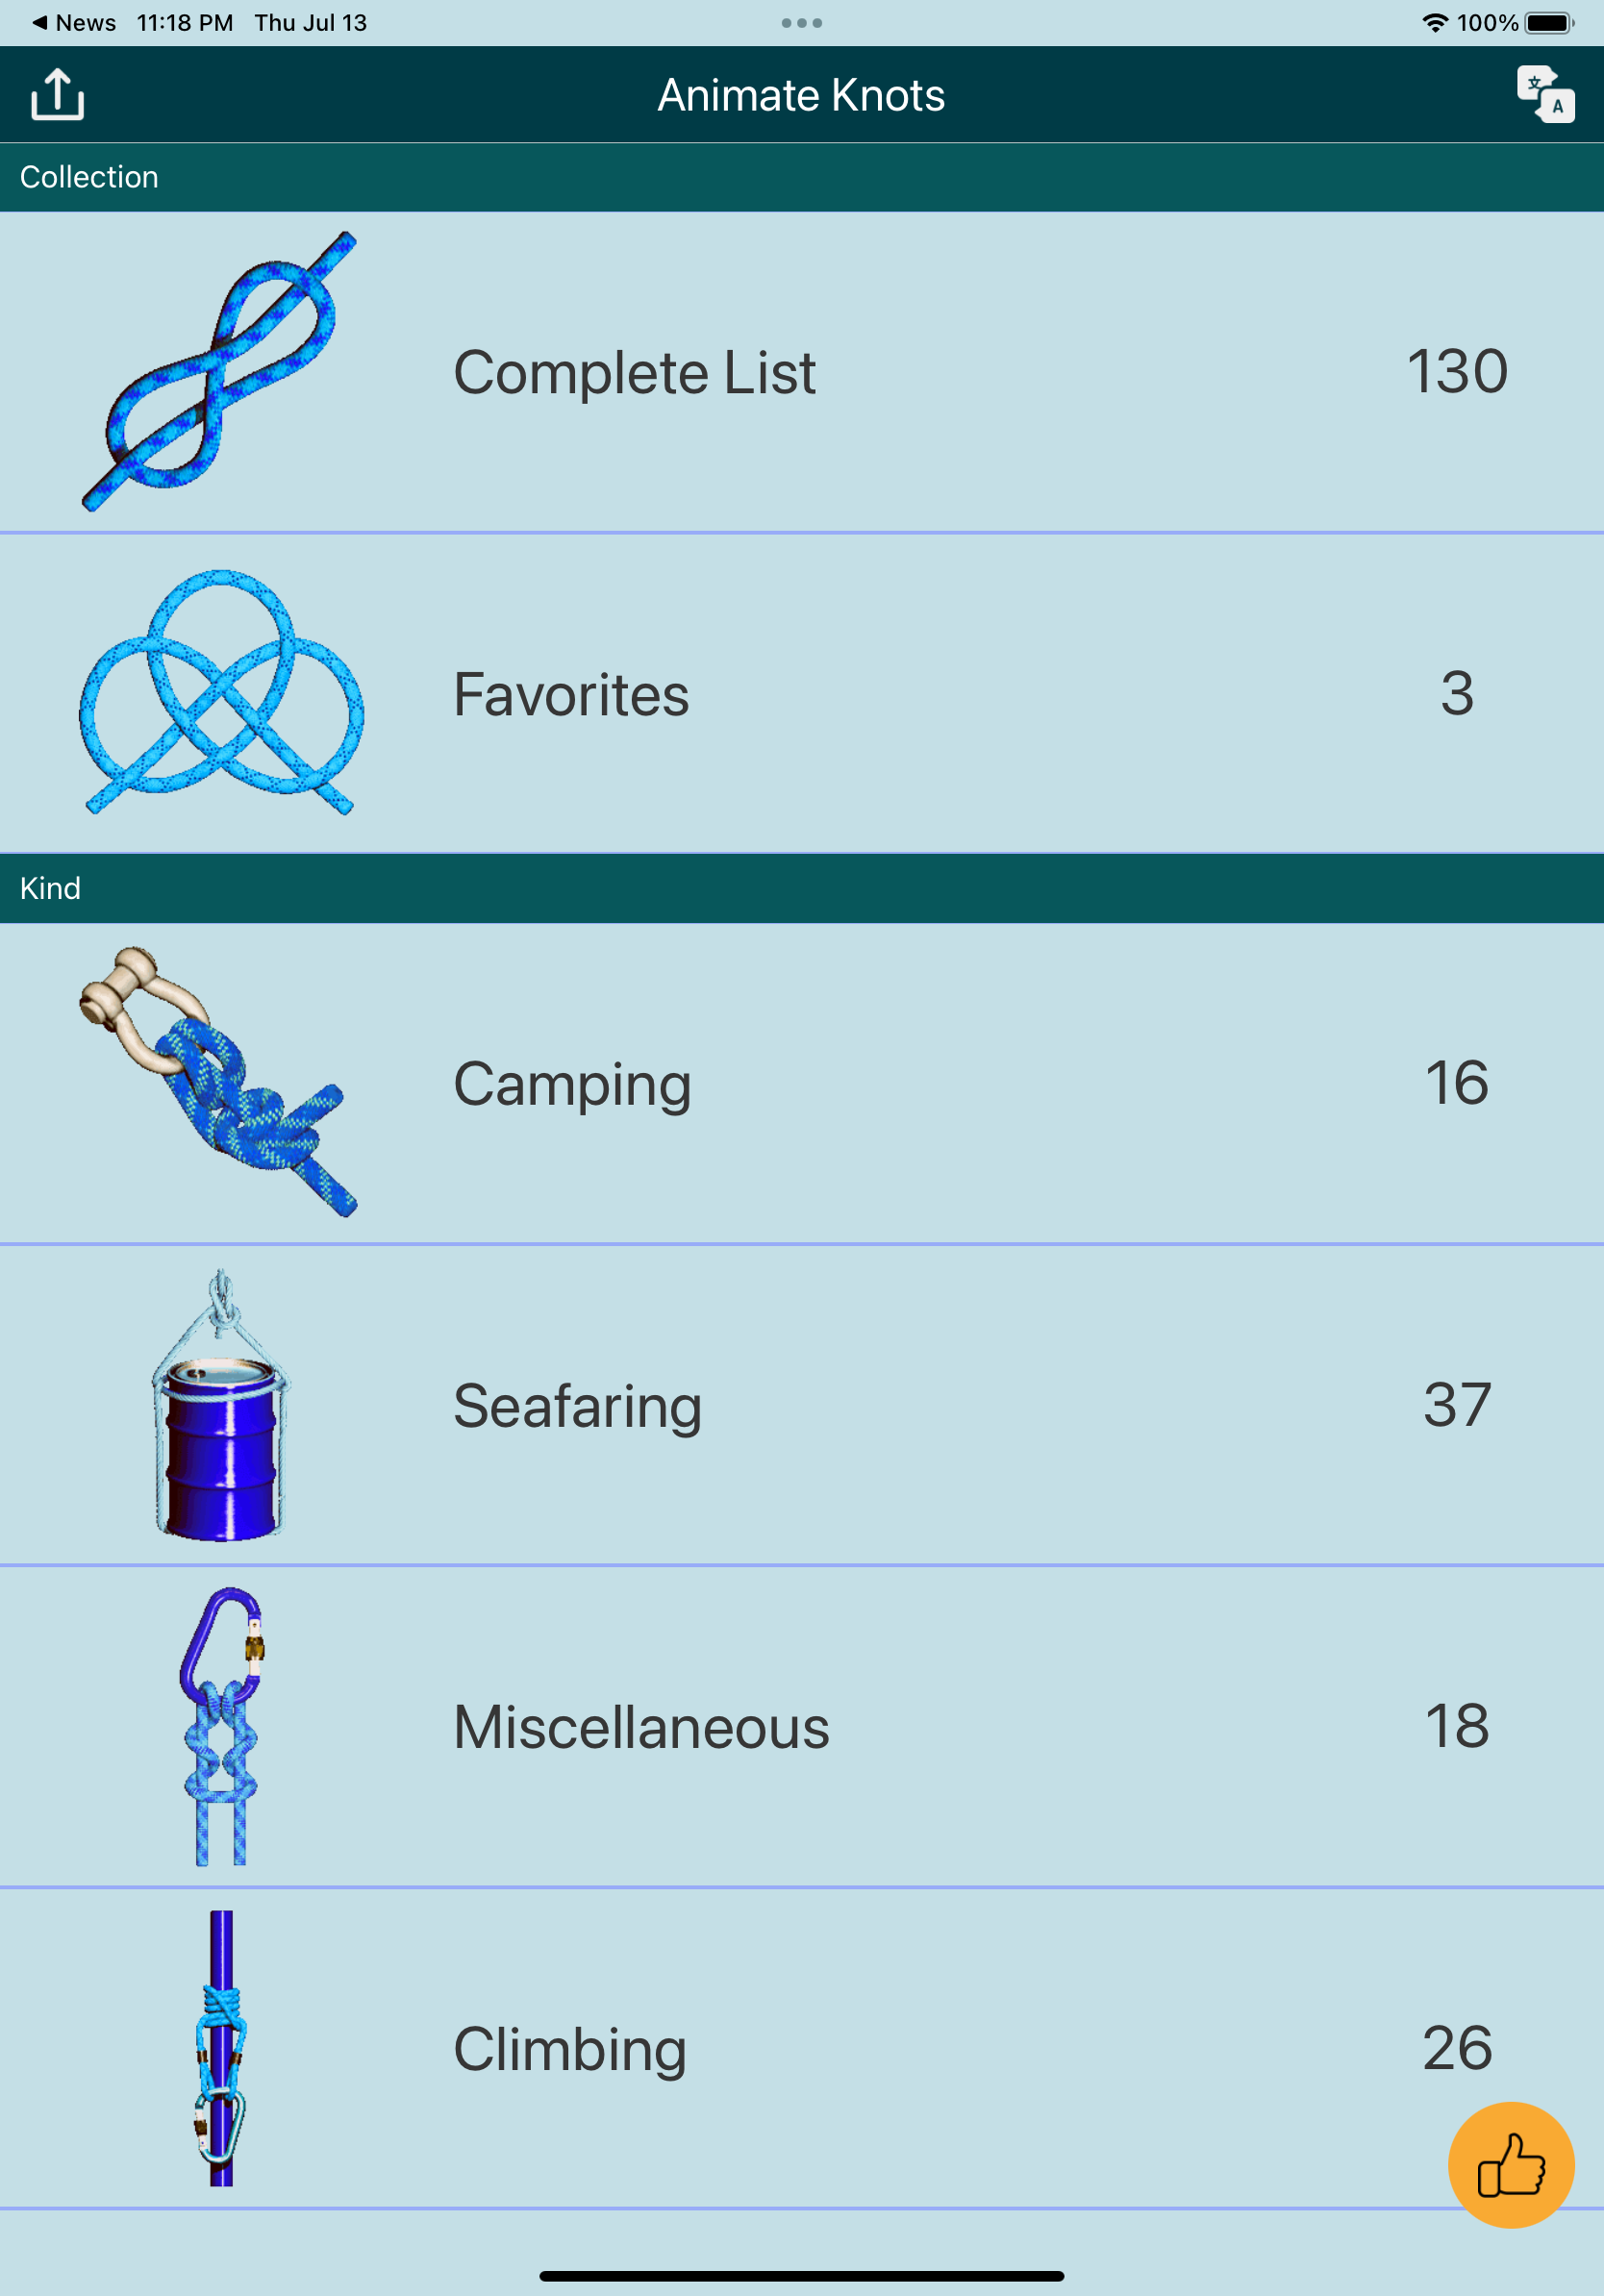 ◀ News 11:18 PM Thu Jul 13 100%
Animate Knots
文 A
Collection
Complete List 130
Favorites 3
Kind
Camping 16
Seafaring 37
Miscellaneous 18
Climbing 26